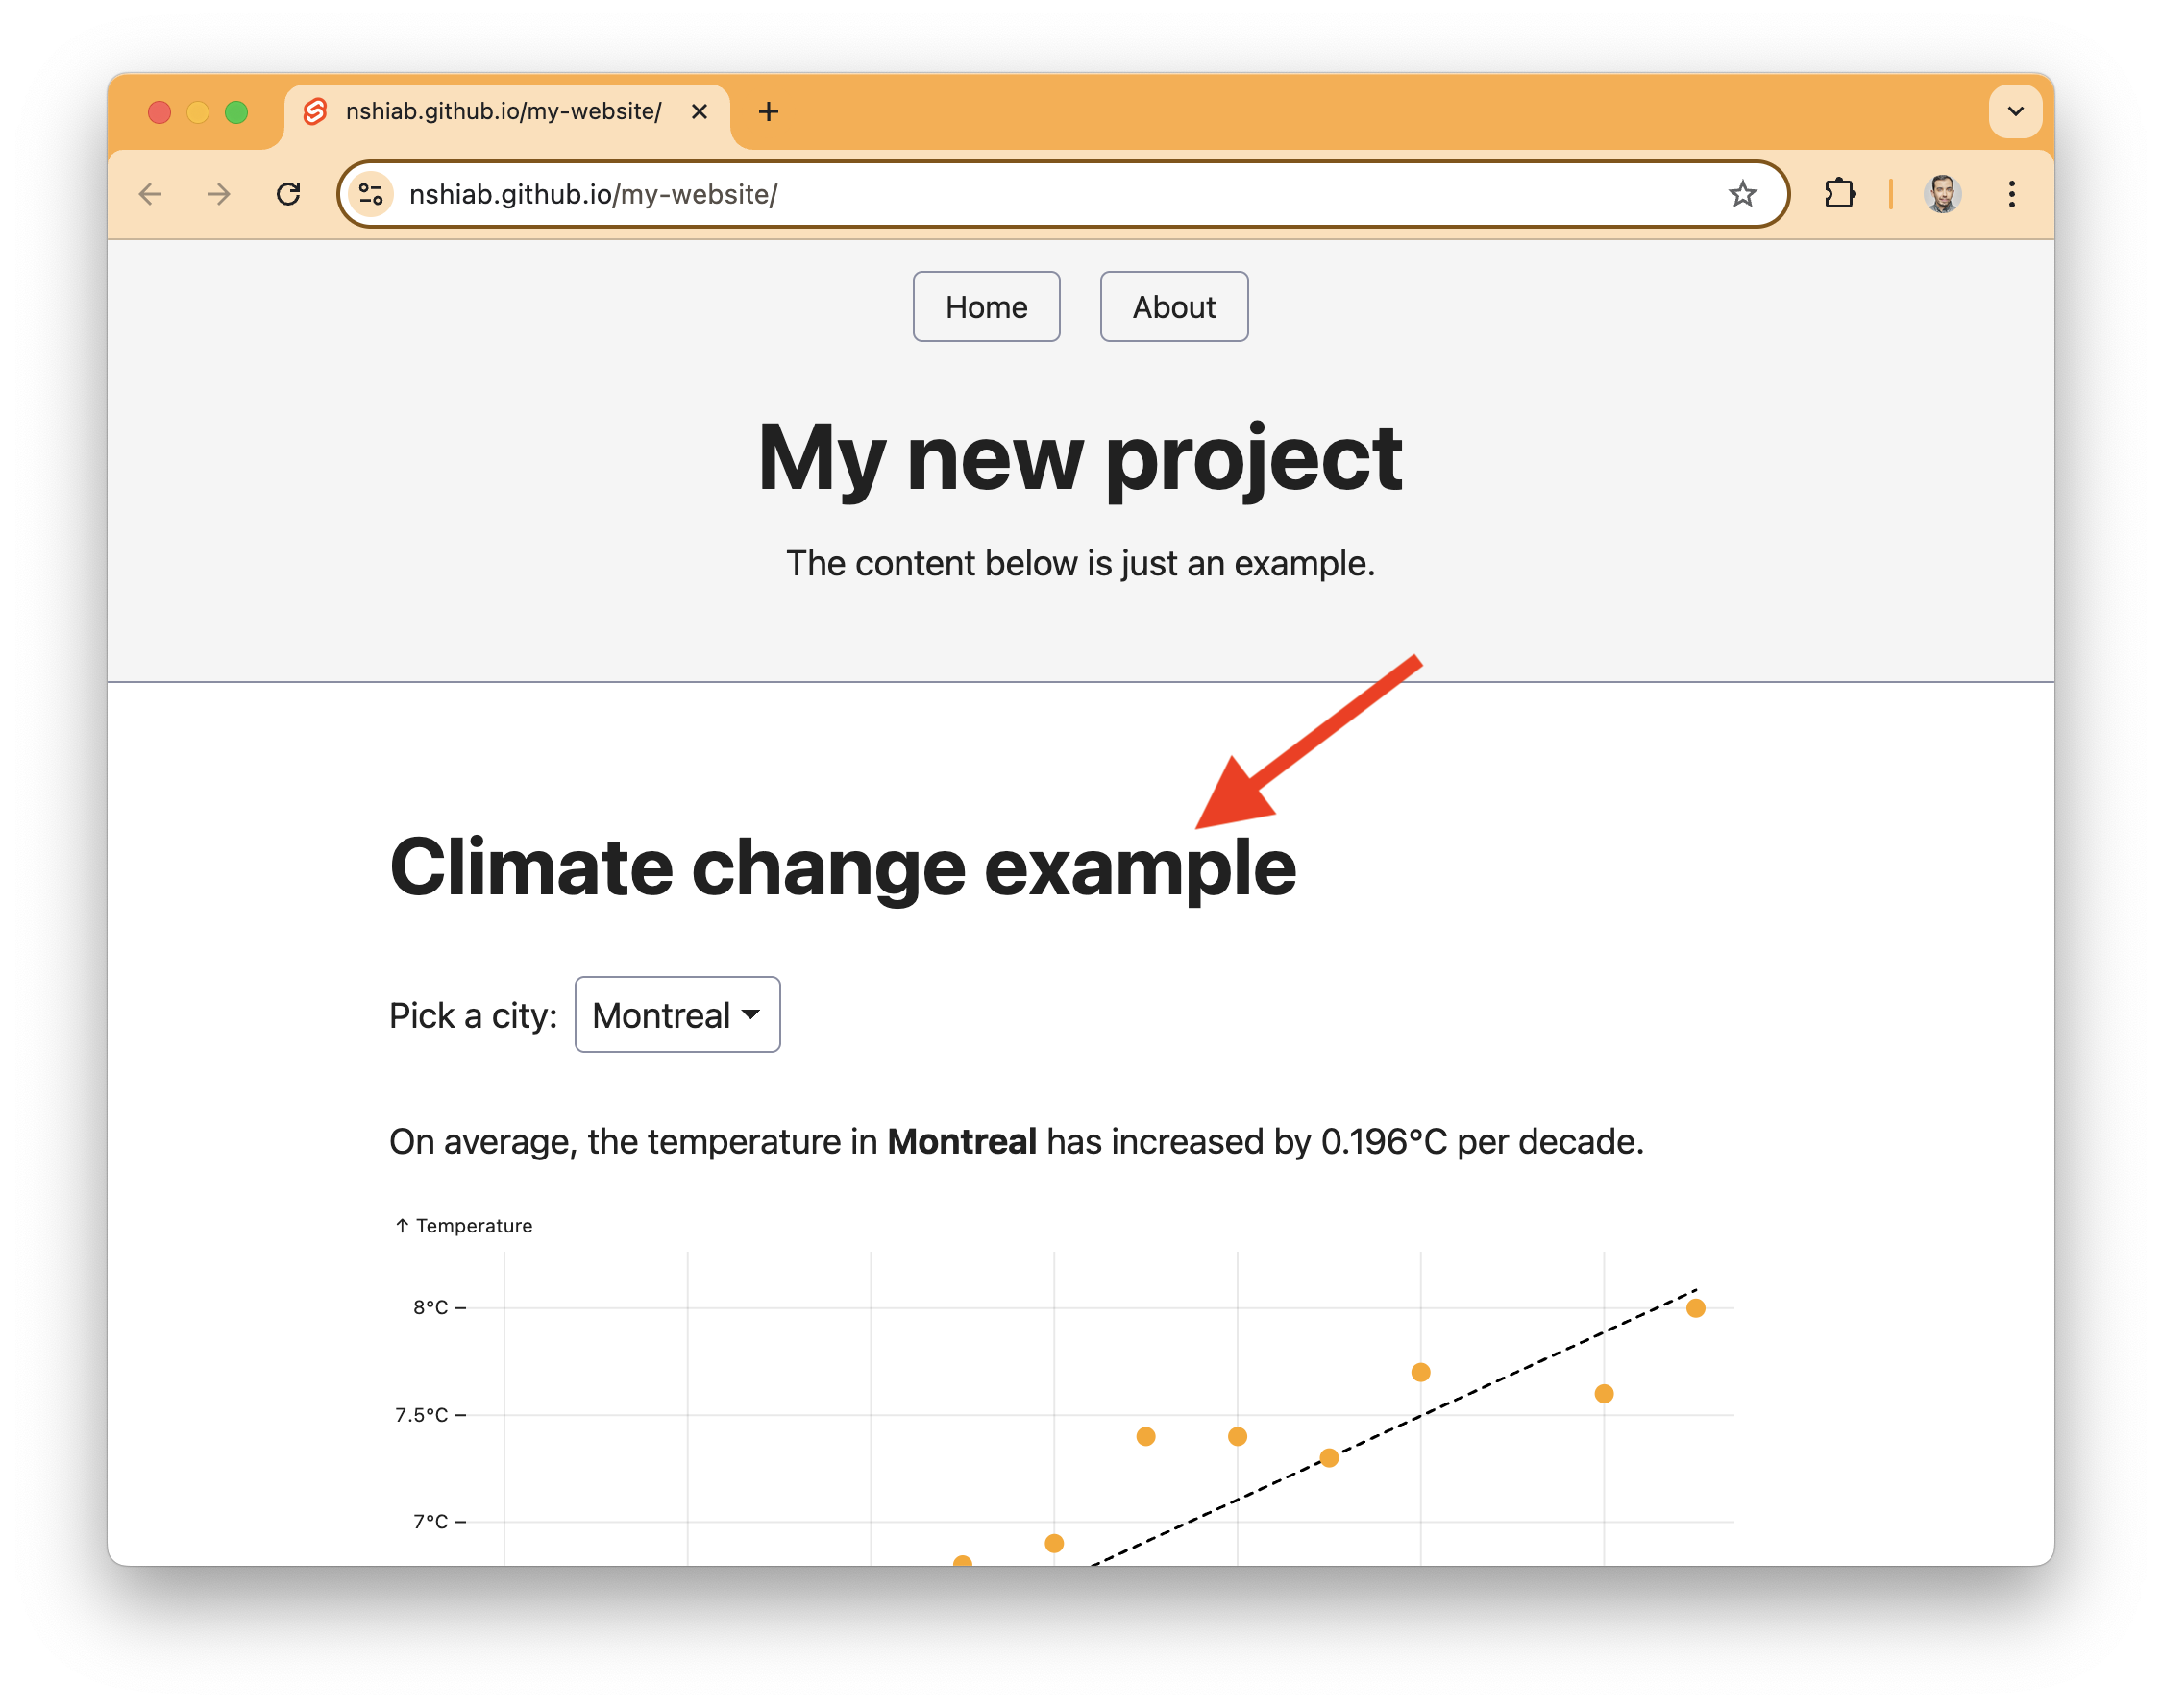 nshiab.github.io/my-website/
nshiab.github.io/my-website/
Home About
My new project
The content below is just an example.
Climate change example
Pick a city: Montreal
On average, the temperature in Montreal has increased by 0.196°C per decade.
↑ Temperature
8°C
7.5°C
7°C